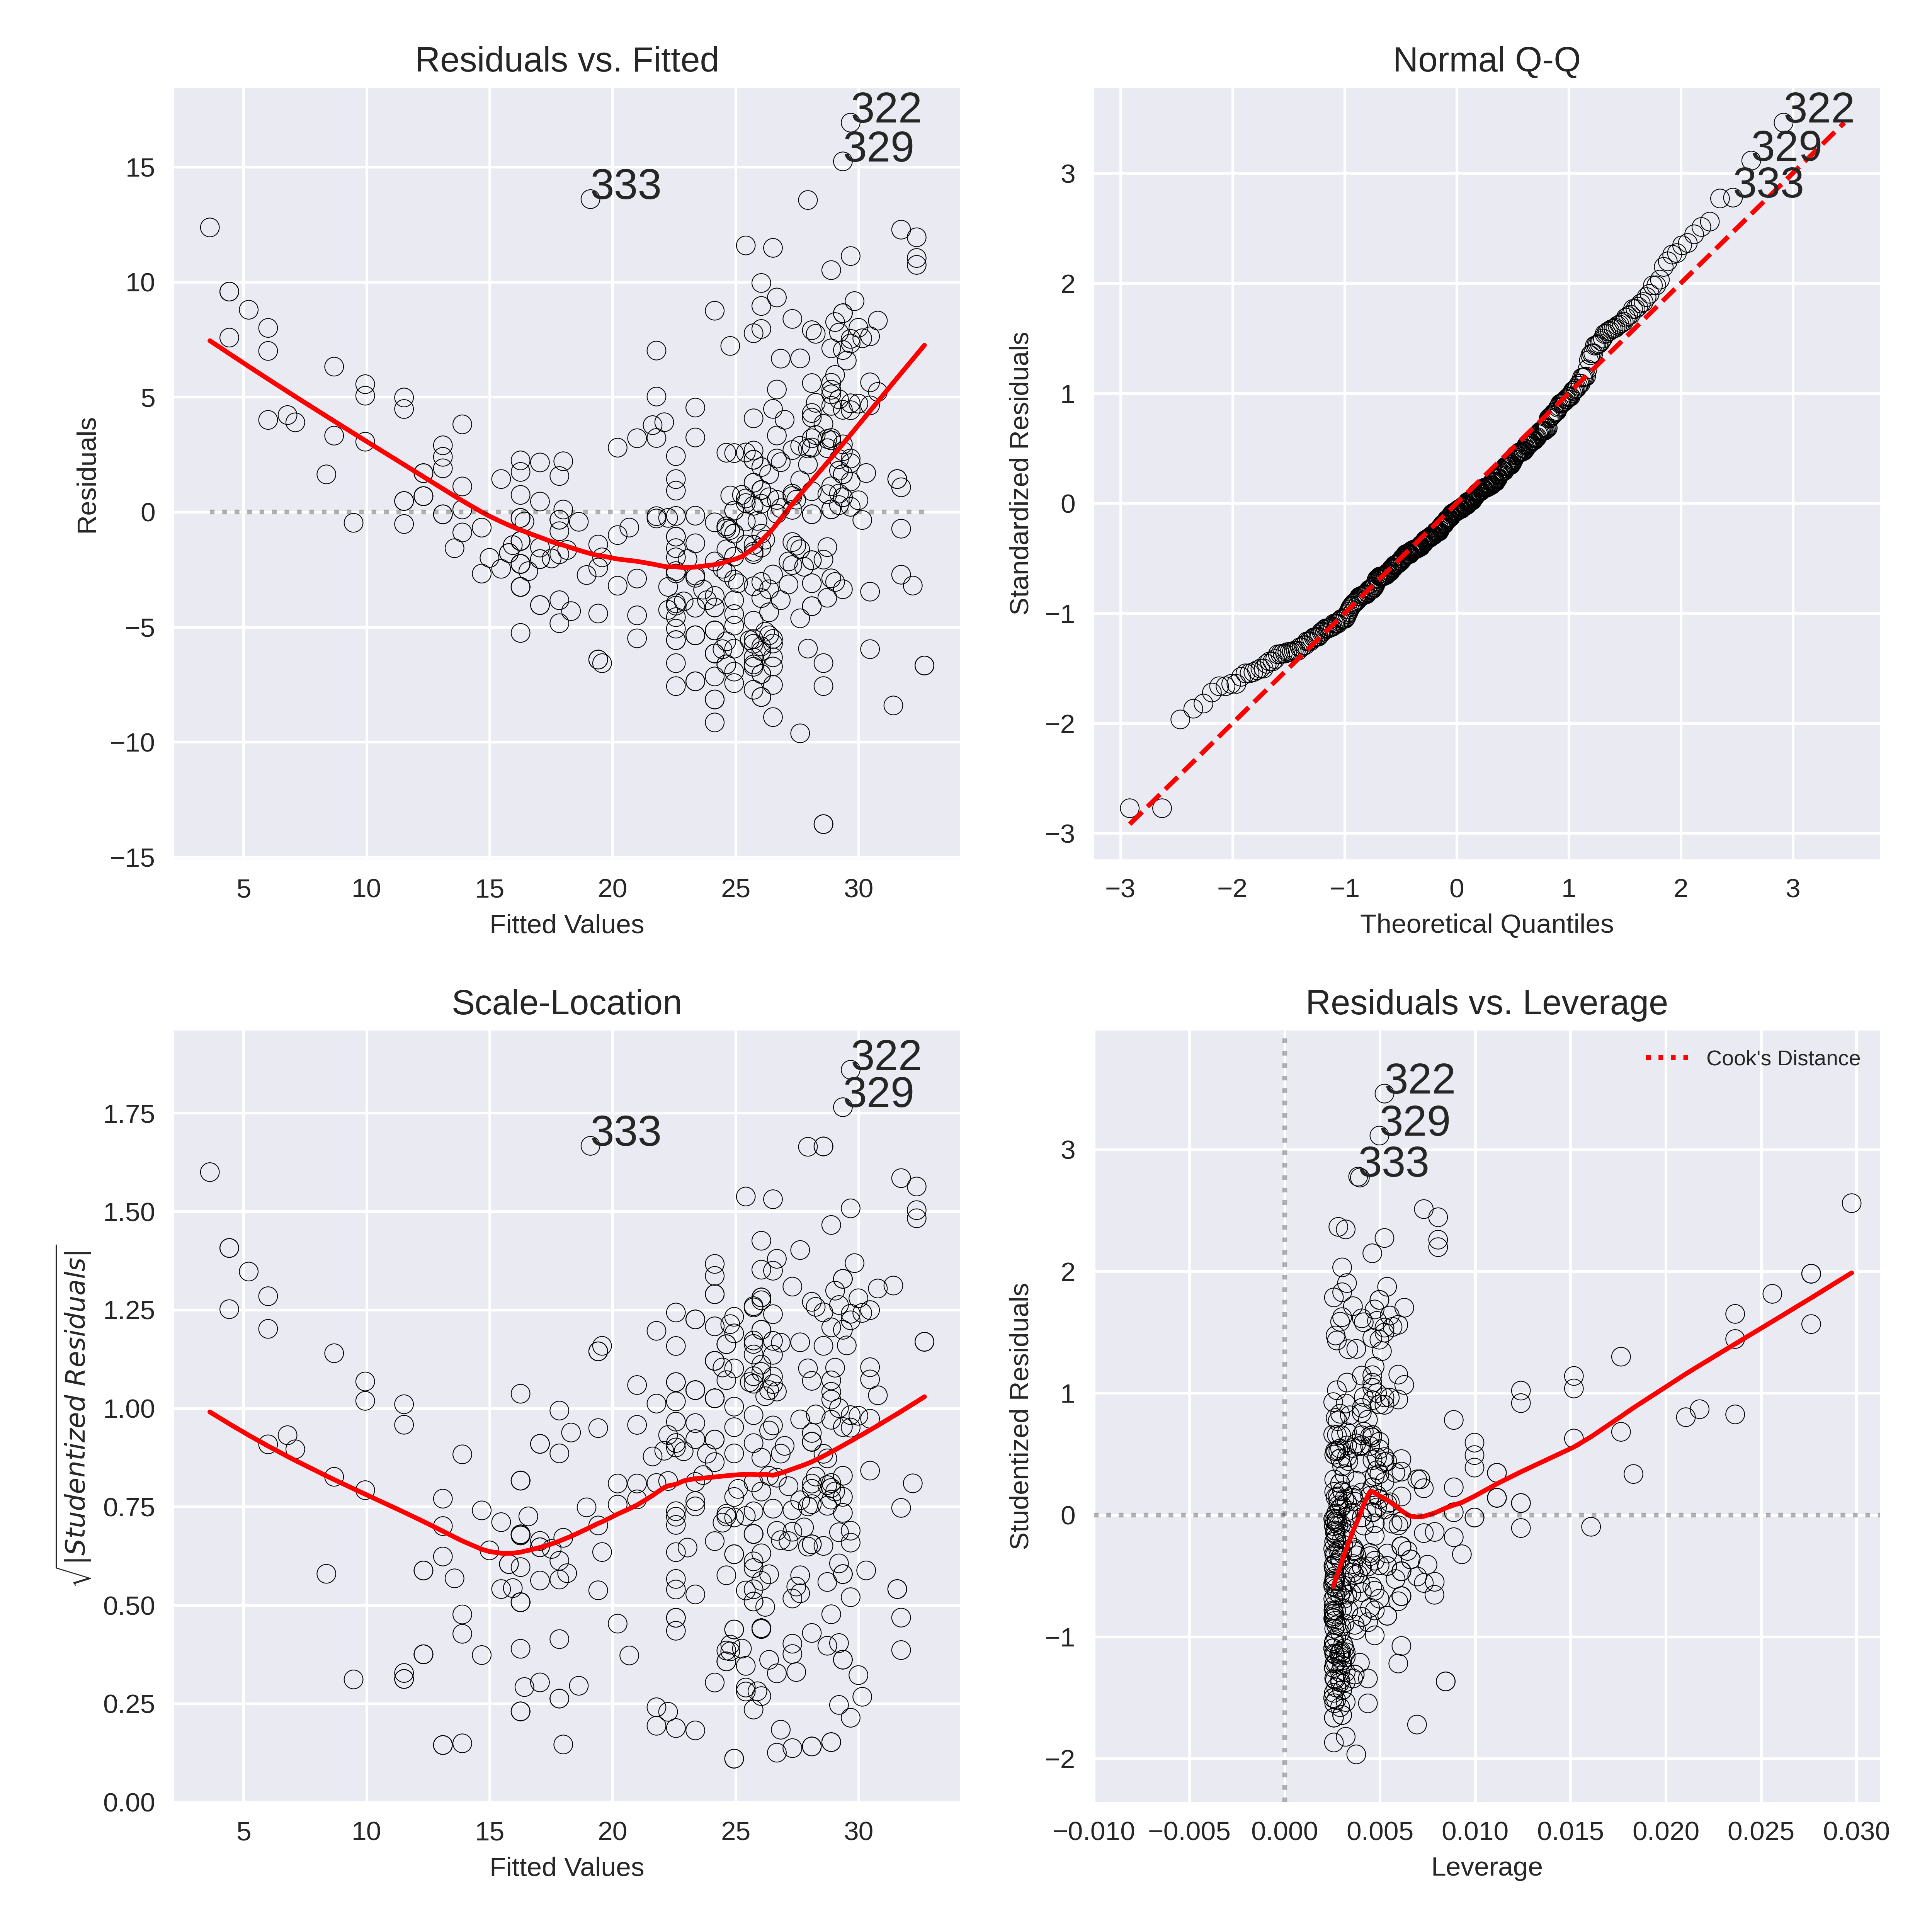 Residuals vs. Fitted
322
329
333
15
10
5
0
−5
−10
−15
5 10 15 20 25 30
Residuals
Fitted Values
Normal Q-Q
322
329
333
3
2
1
0
−1
−2
−3
−3 −2 −1 0 1 2 3
Standardized Residuals
Theoretical Quantiles
Scale-Location
322
329
333
1.75
1.50
1.25
1.00
0.75
0.50
0.25
0.00
5 10 15 20 25 30
√|Studentized Residuals|
Fitted Values
Residuals vs. Leverage
Cook's Distance
322
329
333
3
2
1
0
−1
−2
−0.010 −0.005 0.000 0.005 0.010 0.015 0.020 0.025 0.030
Studentized Residuals
Leverage